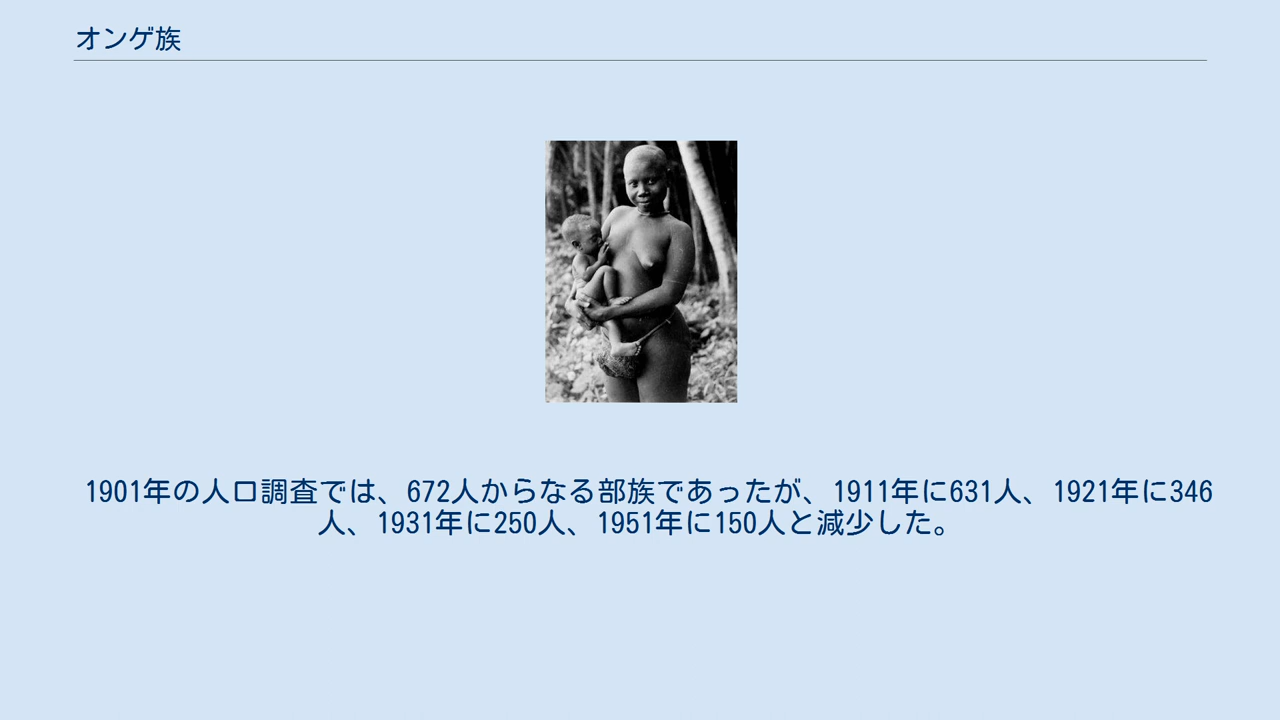 オンゲ族
1901年の人口調査では、672人からなる部族であったが、1911年に631人、1921年に346
人、1931年に250人、1951年に150人と減少した。